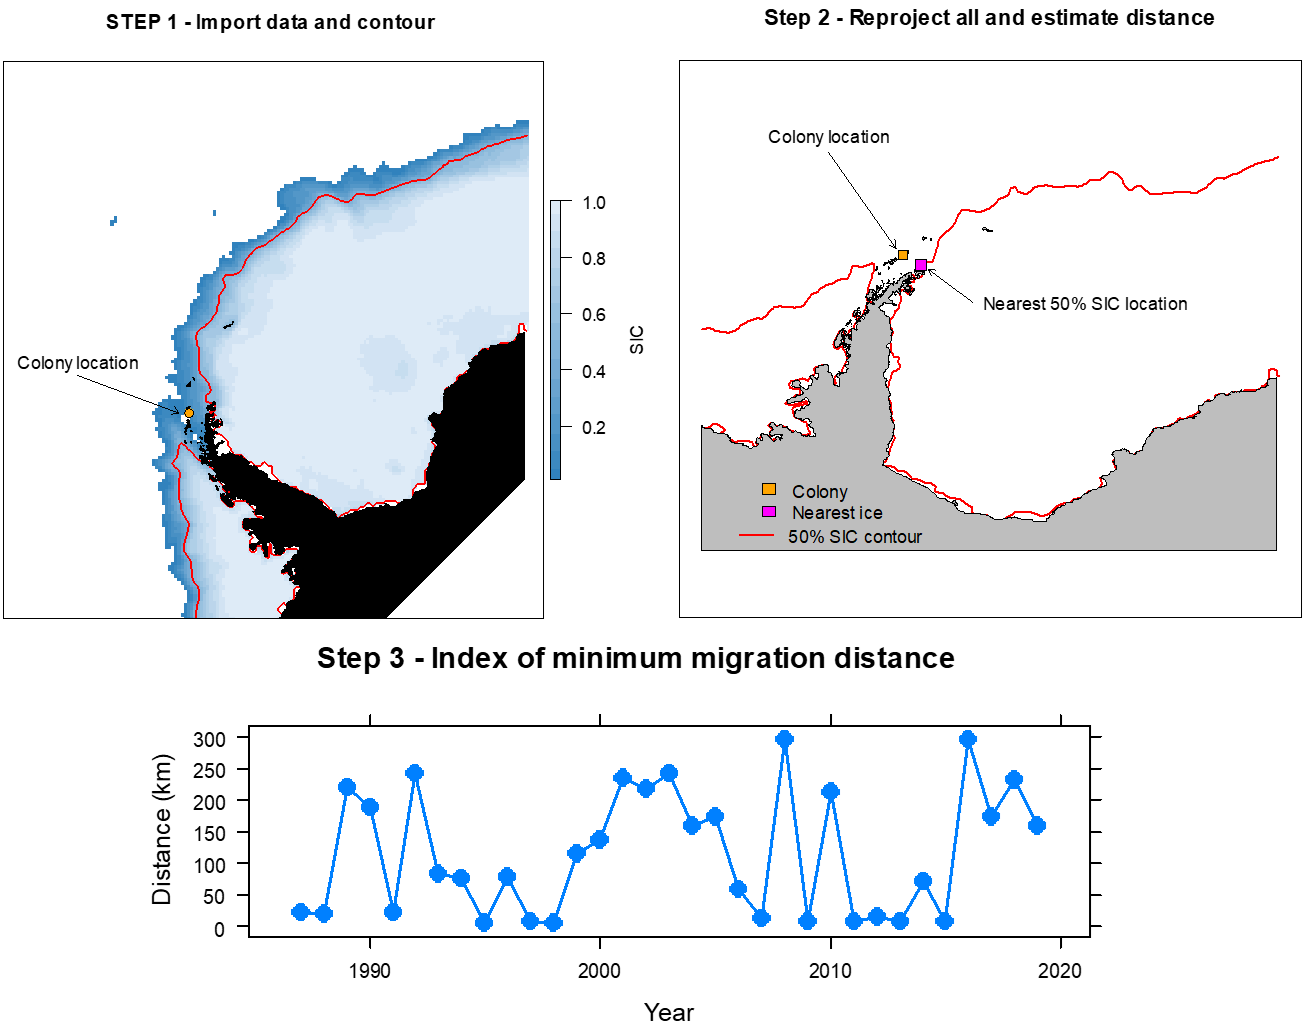 STEP 1 - Import data and contour
Step 2 - Reproject all and estimate distance
Colony location
1.0
0.8
0.6
0.4
0.2
SIC
Colony location
Nearest 50% SIC location
Colony
Nearest ice
50% SIC contour
Step 3 - Index of minimum migration distance
Distance (km)
300
250
200
150
100
50
0
1990
2000
2010
2020
Year